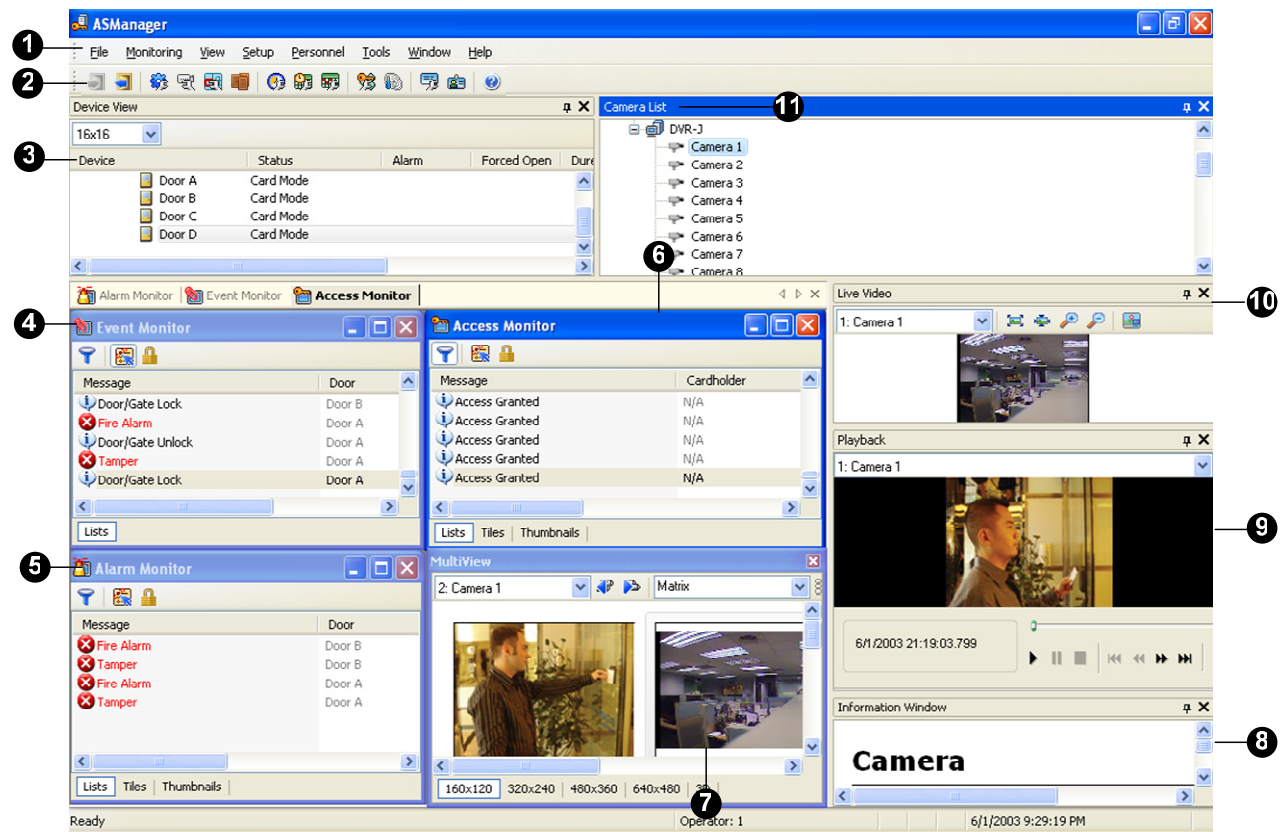 ASManager
1
File Monitoring View Setup Personnel Tools Window Help
2
Device View
Camera List
11
16x16
3
Device Status Alarm Forced Open
Door A Card Mode
Door B Card Mode
Door C Card Mode
Door D Card Mode
DVR-J
Camera 1
Camera 2
Camera 3
Camera 4
Camera 5
Camera 6
Camera 7
Camera 8
6
Alarm Monitor Event Monitor Access Monitor
4
Event Monitor
Message Door
Door/Gate Lock Door B
Fire Alarm Door A
Door/Gate Unlock Door A
Tamper Door A
Door/Gate Lock Door A
Lists
Access Monitor
Message Cardholder
Access Granted N/A
Access Granted N/A
Access Granted N/A
Access Granted N/A
Access Granted N/A
Lists Tiles Thumbnails
Live Video
10
1: Camera 1
Playback
1: Camera 1
9
6/1/2003 21:19:03.799
5
Alarm Monitor
Message Door
Fire Alarm Door B
Tamper Door B
Fire Alarm Door A
Tamper Door A
Lists Tiles Thumbnails
MultiView
2: Camera 1 Matrix
160x120 320x240 480x360 640x480
7
Information Window
8
Camera
Ready Operator: 1 6/1/2003 9:29:19 PM